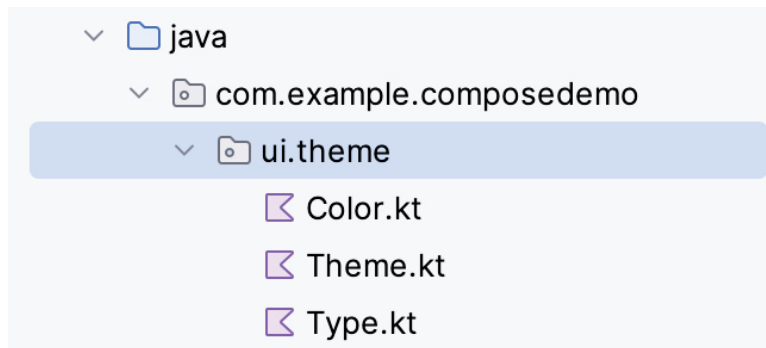 java
com.example.composedemo
ui.theme
Color.kt
Theme.kt
Type.kt